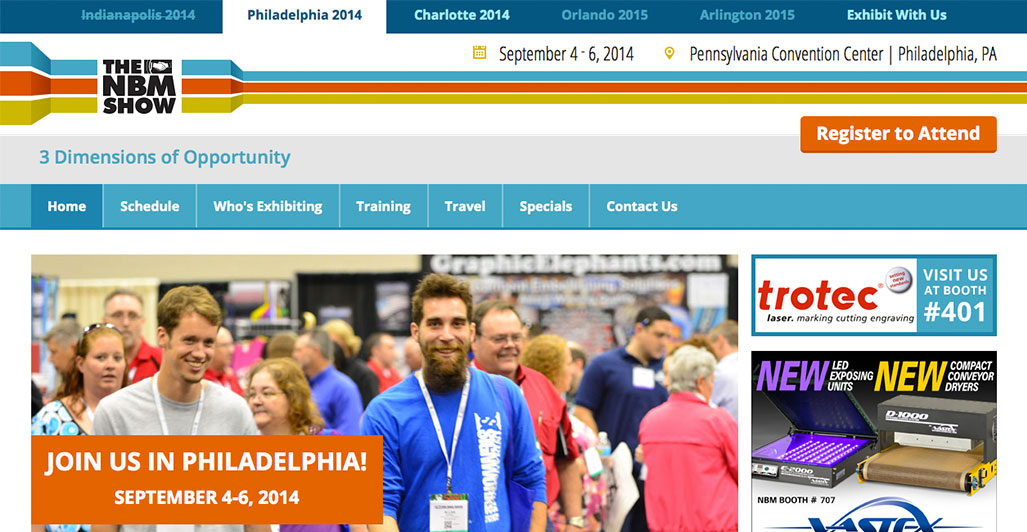 Indianapolis 2014 Philadelphia 2014 Charlotte 2014 Orlando 2015 Arlington 2015 Exhibit With Us
September 4 - 6, 2014 Pennsylvania Convention Center | Philadelphia, PA
THE
NBM
SHOW
Register to Attend
3 Dimensions of Opportunity
Home Schedule Who's Exhibiting Training Travel Specials Contact Us
GraphicElephants.com
JOIN US IN PHILADELPHIA!
SEPTEMBER 4-6, 2014
trotec®
laser. marking cutting engraving
setting new standards
VISIT US
AT BOOTH
#401
NEW LED EXPOSING UNITS NEW COMPACT CONVEYOR DRYERS
D-1000
VASTEX
E-2000
NBM BOOTH # 707
VASTEX